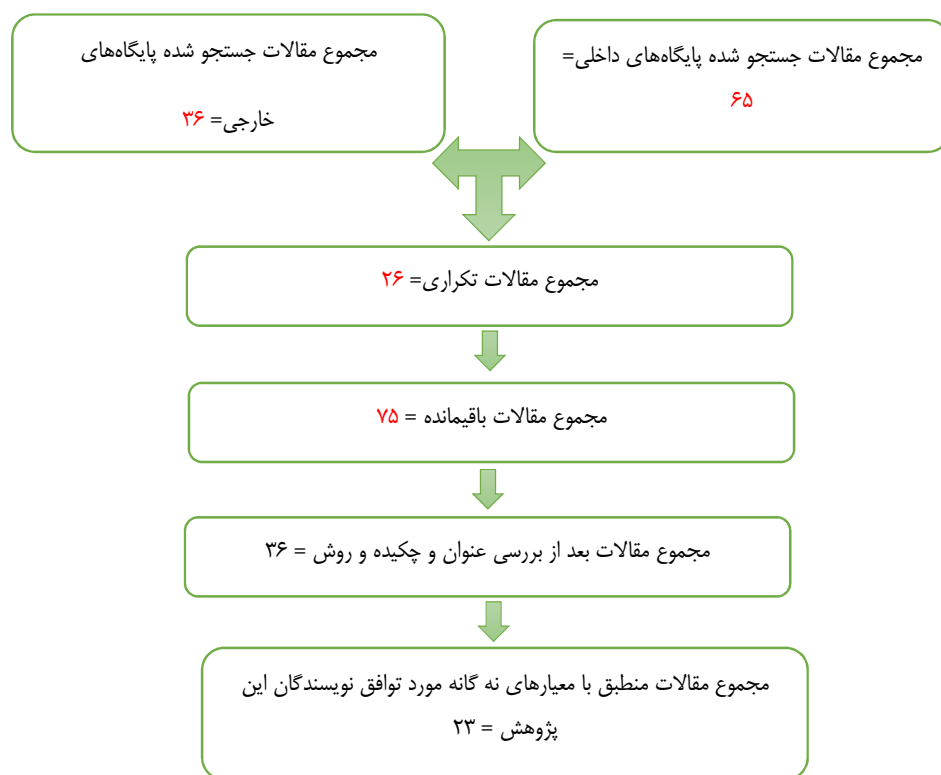 مجموع مقالات جستجو شده پایگاه‌های داخلی=
۶۵
مجموع مقالات جستجو شده پایگاه‌های
خارجی= ۳۶
مجموع مقالات تکراری= ۲۶
مجموع مقالات باقیمانده = ۷۵
مجموع مقالات بعد از بررسی عنوان و چکیده و روش = ۳۶
مجموع مقالات منطبق با معیارهای نه گانه مورد توافق نویسندگان این
پژوهش = ۲۳